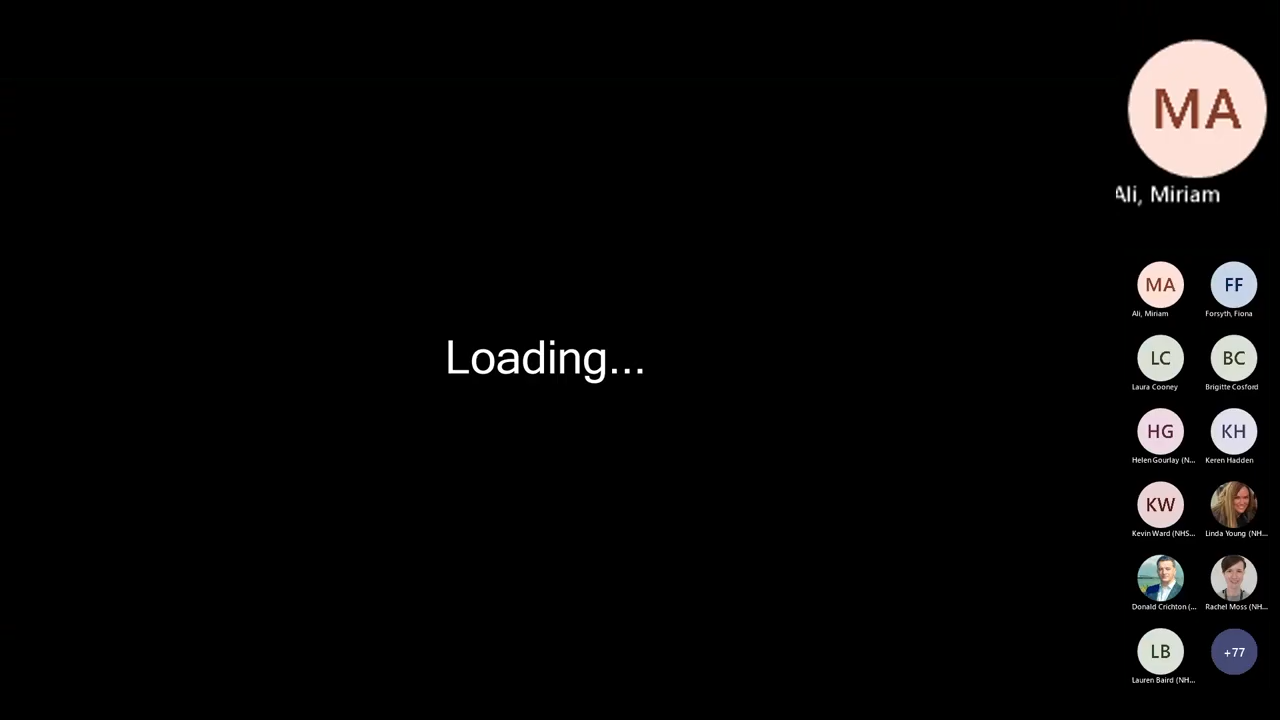 MA
Ali, Miriam
Loading...
MA FF
Ali, Miriam Forsyth, Fiona
LC BC
Laura Cooney Brigitte Cosford
HG KH
Helen Gourlay (N... Keren Hadden
KW
Kevin Ward (NHS... Linda Young (NH...
Donald Crichton (... Rachel Moss (NH...
LB +77
Lauren Baird (NH...